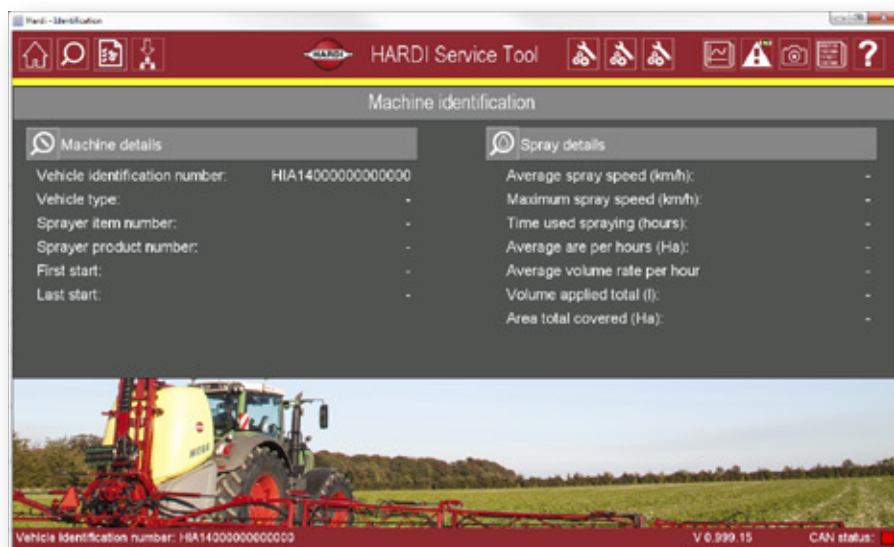 Hardi - Identification
HARDI
HARDI Service Tool
?
Machine identification
Machine details
Vehicle identification number: HIA14000000000000
Vehicle type: -
Sprayer item number: -
Sprayer product number: -
First start: -
Last start: -
Spray details
Average spray speed (km/h): -
Maximum spray speed (km/h): -
Time used spraying (hours): -
Average are per hours (Ha): -
Average volume rate per hour -
Volume applied total (l): -
Area total covered (Ha): -
MEGA
Vehicle identification number: HIA14000000000000
V 0.999.15
CAN status: